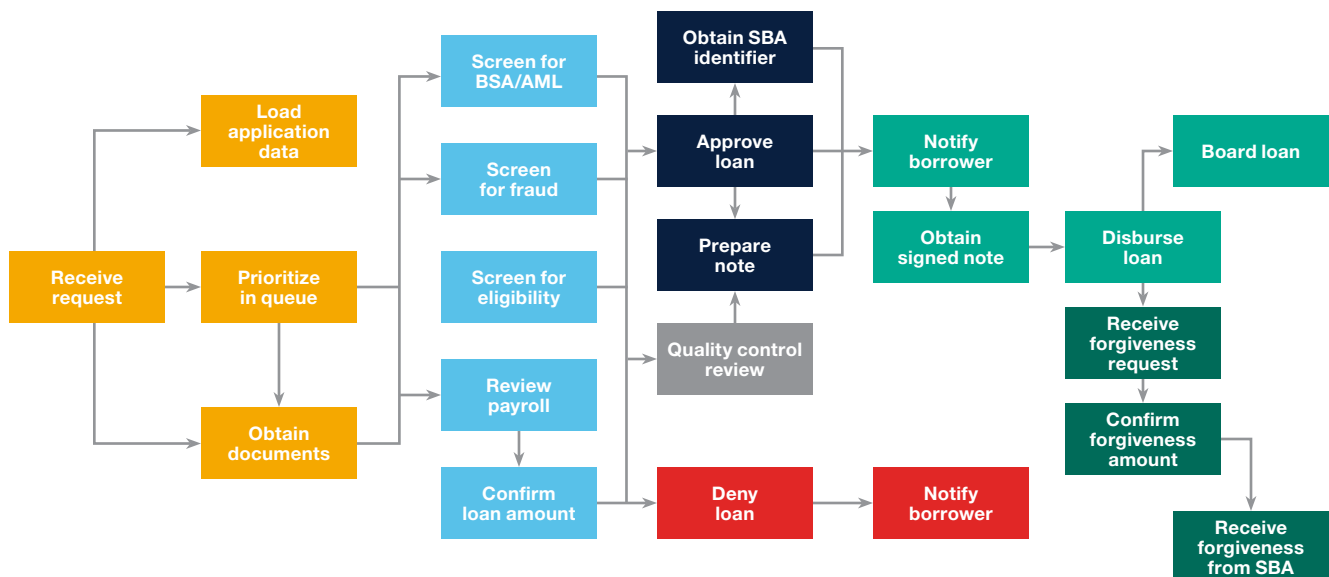 Receive
request
Load
application
data
Prioritize
in queue
Obtain
documents
Screen for
BSA/AML
Screen
for fraud
Screen for
eligibility
Review
payroll
Confirm
loan amount
Obtain SBA
identifier
Approve
loan
Prepare
note
Quality control
review
Deny
loan
Notify
borrower
Obtain
signed note
Notify
borrower
Disburse
loan
Board loan
Receive
forgiveness
request
Confirm
forgiveness
amount
Receive
forgiveness
from SBA